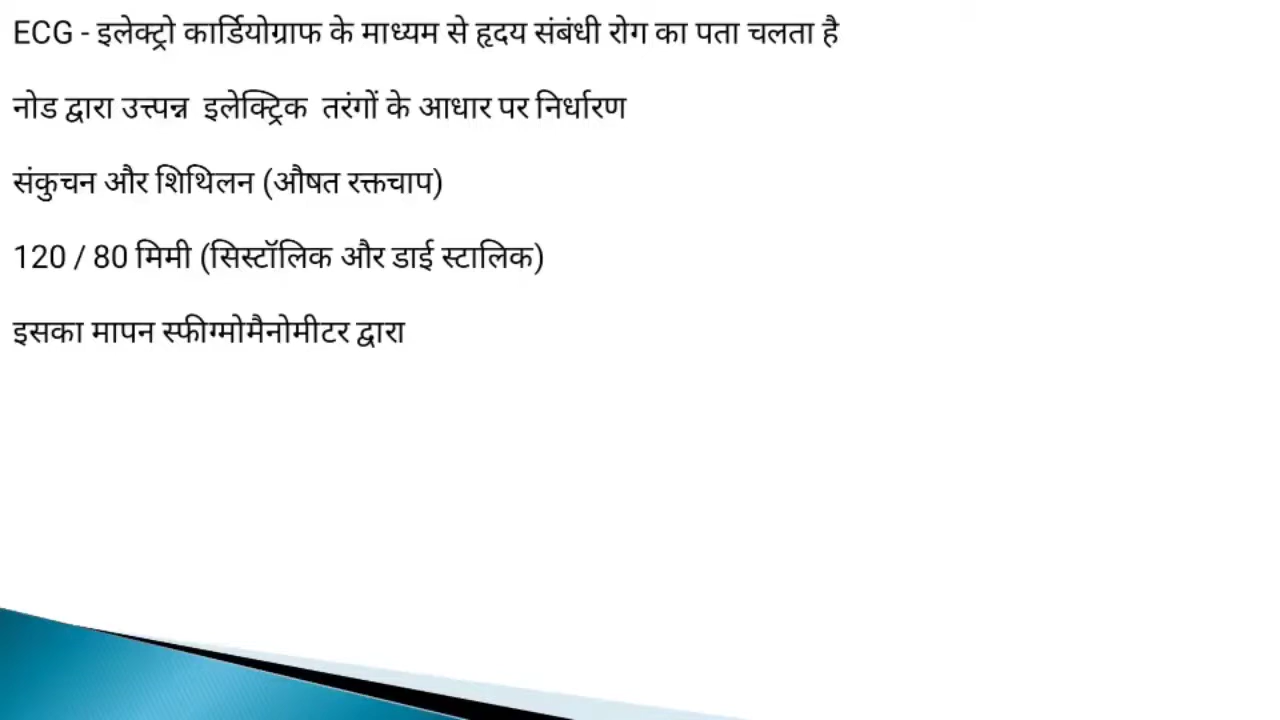 ECG - इलेक्ट्रो कार्डियोग्राफ के माध्यम से हृदय संबंधी रोग का पता चलता है
नोड द्वारा उत्त्पन्न इलेक्ट्रिक तरंगों के आधार पर निर्धारण
संकुचन और शिथिलन (औषत रक्तचाप)
120 / 80 मिमी (सिस्टॉलिक और डाई स्टालिक)
इसका मापन स्फीग्मोमैनोमीटर द्वारा